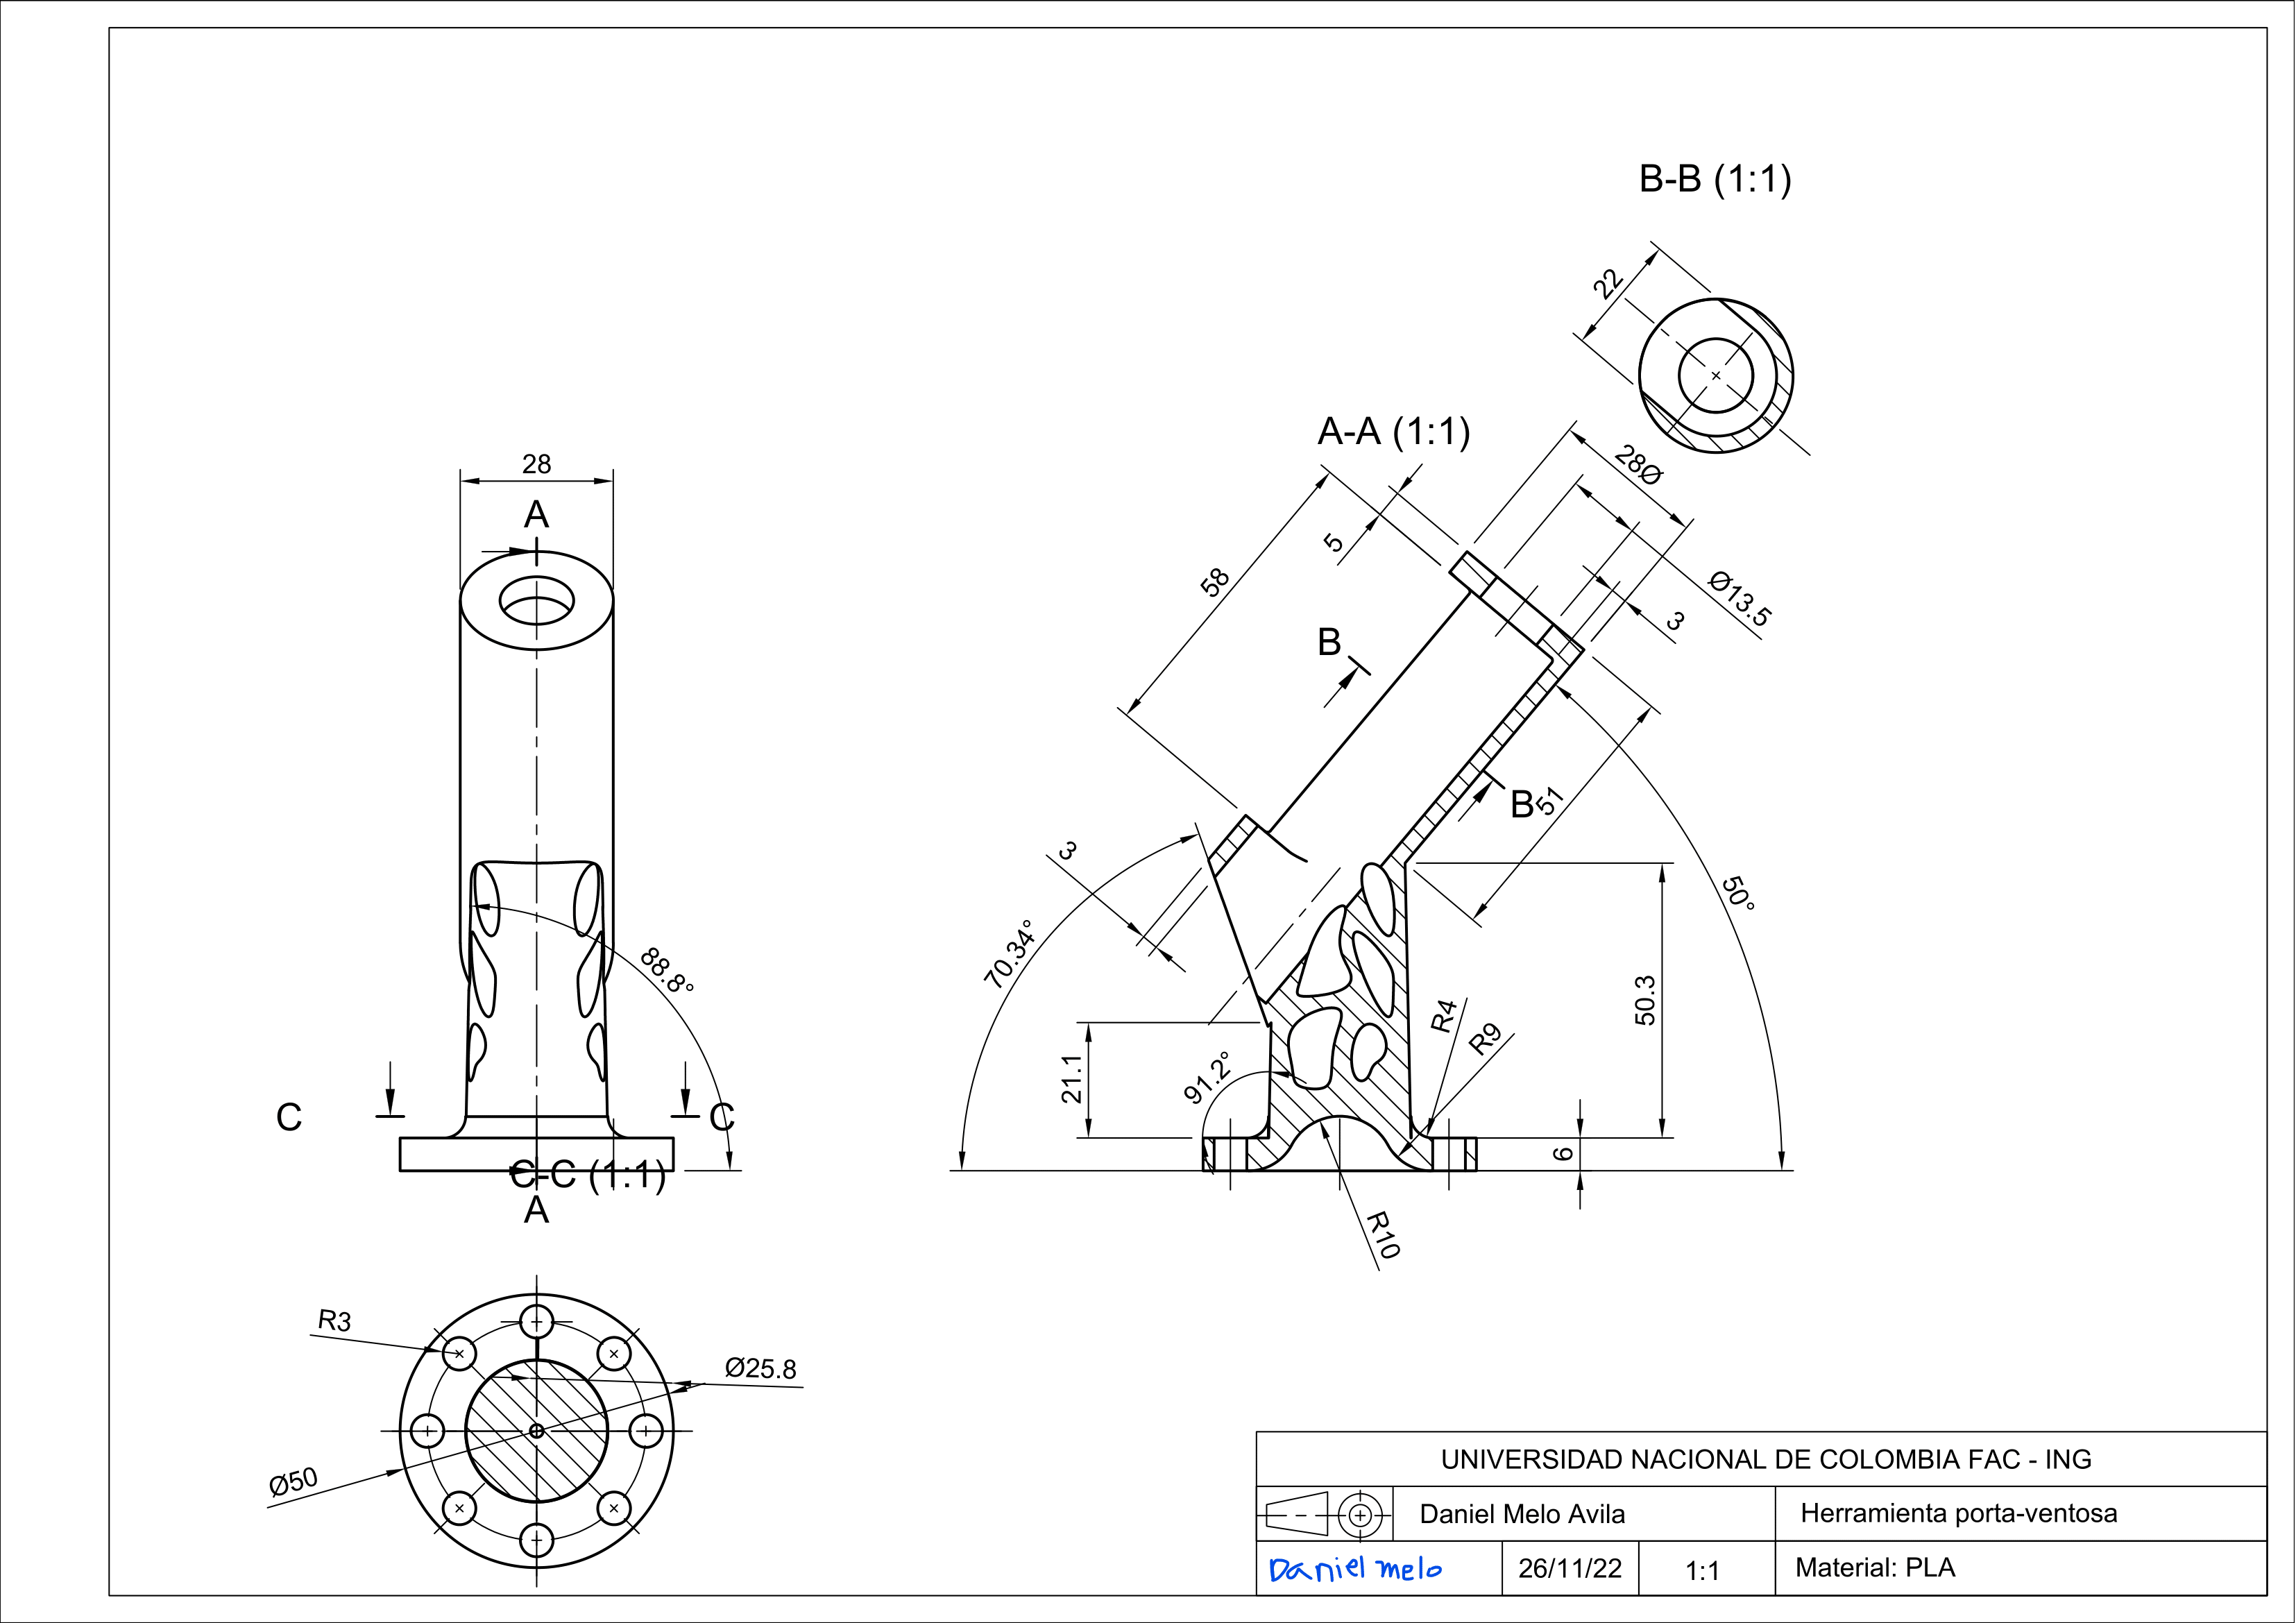 B-B (1:1)
22
A-A (1:1)
28Ø
5
58
Ø13.5
3
B
B
51
3
70.34°
50°
50.3
R4
R9
21.1
91.2°
6
R10
28
A
88.8°
C
C
C-C (1:1)
A
R3
Ø25.8
Ø50
UNIVERSIDAD NACIONAL DE COLOMBIA FAC - ING
Daniel Melo Avila
Herramienta porta-ventosa
Daniel melo
26/11/22
1:1
Material: PLA